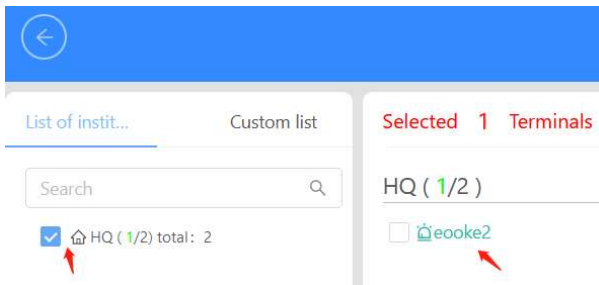 List of instit... Custom list
Selected 1 Terminals
Search
HQ ( 1/2 )
HQ ( 1/2) total: 2
eooke2